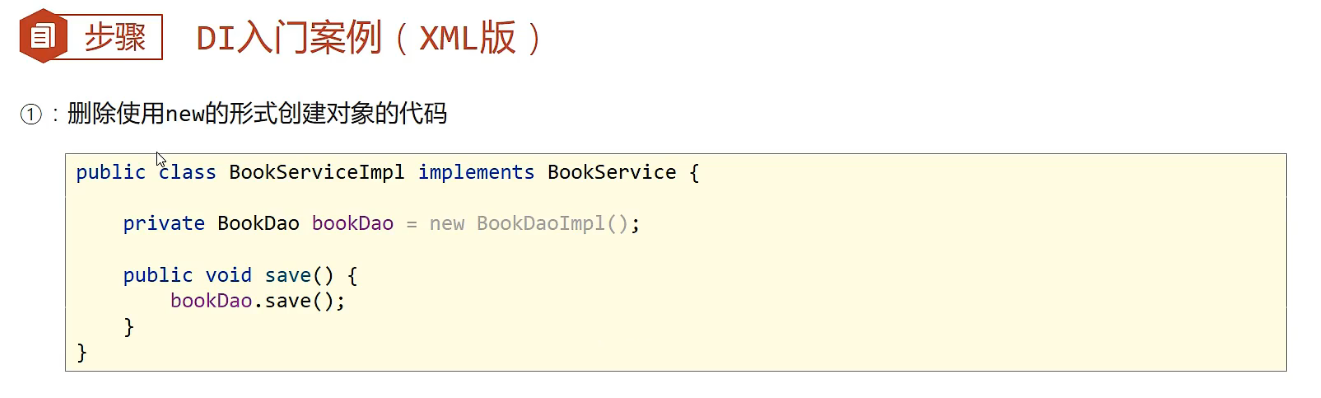 步骤 DI入门案例（XML版）
①：删除使用new的形式创建对象的代码
public class BookServiceImpl implements BookService {
private BookDao bookDao = new BookDaoImpl();
public void save() {
bookDao.save();
}
}